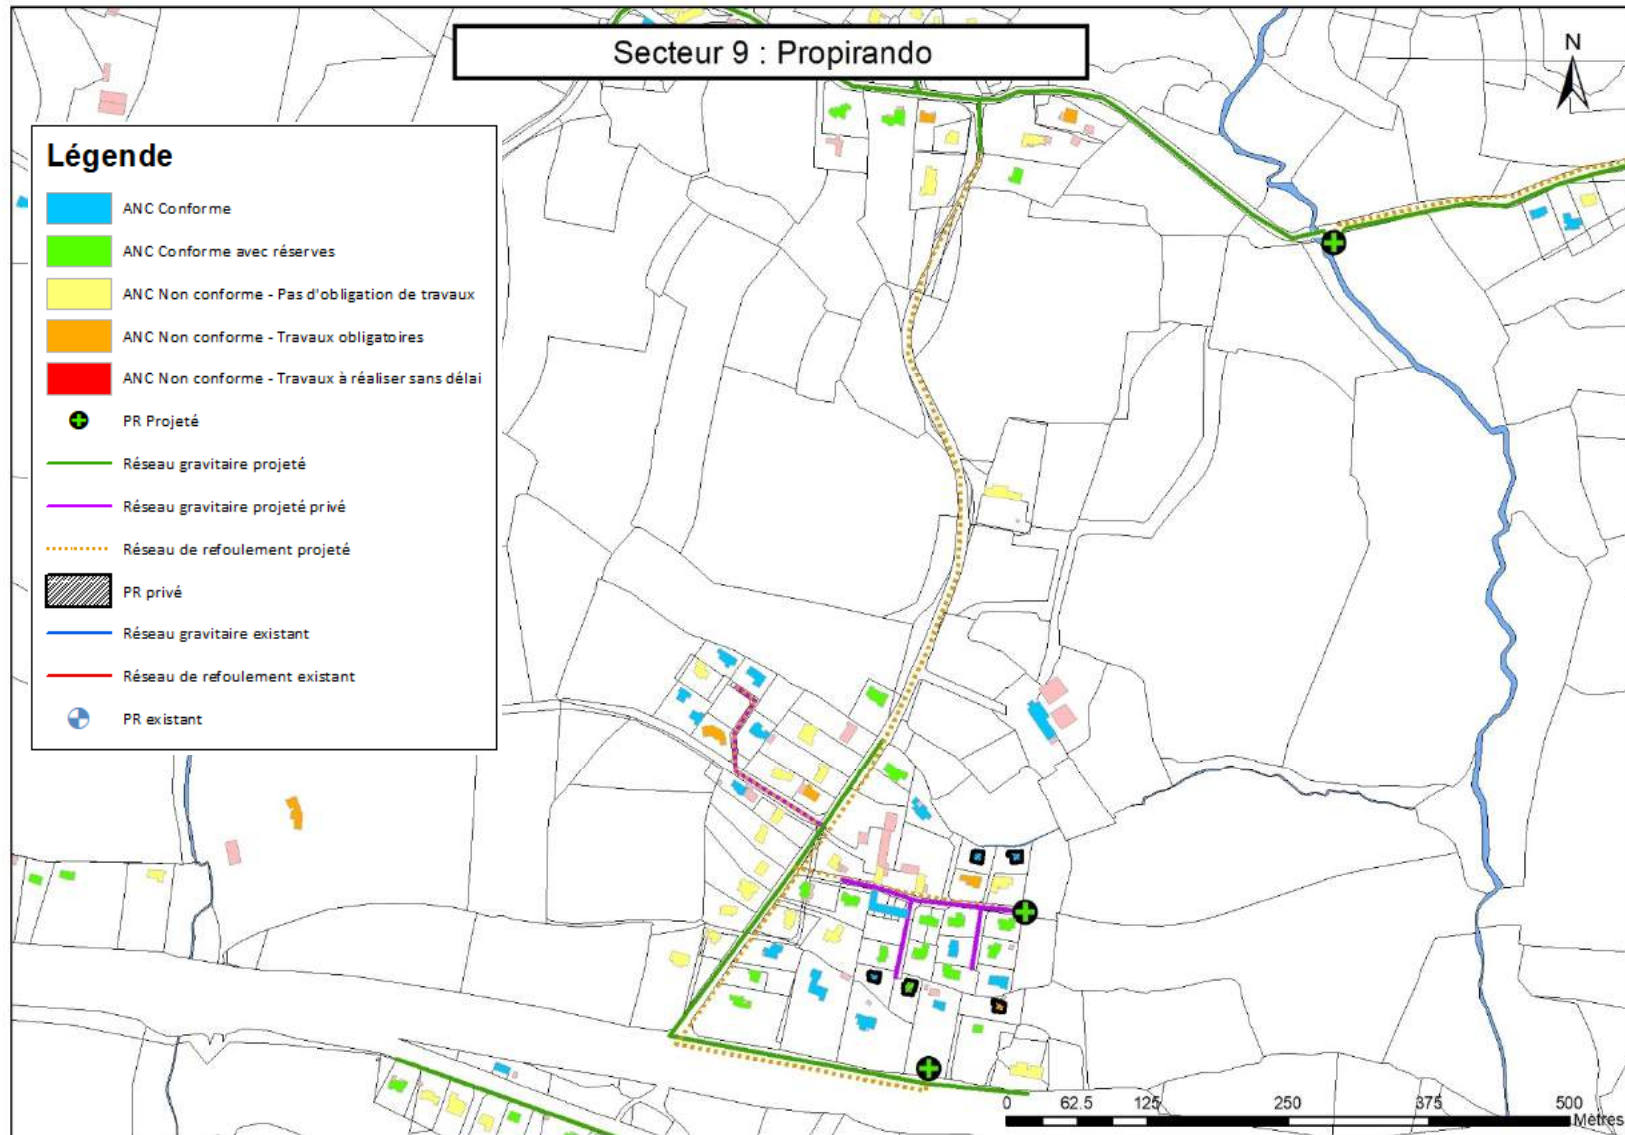 Secteur 9 : Propirando
N
Légende
ANC Conforme
ANC Conforme avec réserves
ANC Non conforme - Pas d'obligation de travaux
ANC Non conforme - Travaux obligatoires
ANC Non conforme - Travaux à réaliser sans délai
PR Projeté
Réseau gravitaire projeté
Réseau gravitaire projeté privé
Réseau de refoulement projeté
PR privé
Réseau gravitaire existant
Réseau de refoulement existant
PR existant
0 62.5 125 250 375 500
Mètres